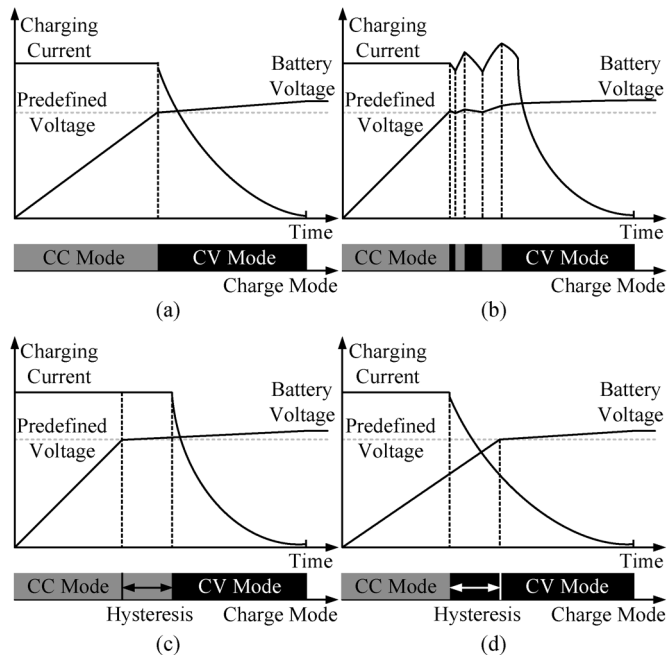 Charging
Current
Battery
Voltage
Predefined
Voltage
Time
CC Mode
CV Mode
Charge Mode
(a)
Charging
Current
Battery
Voltage
Predefined
Voltage
Time
CC Mode
CV Mode
Charge Mode
(b)
Charging
Current
Battery
Voltage
Predefined
Voltage
Time
CC Mode
CV Mode
Hysteresis
Charge Mode
(c)
Charging
Current
Battery
Voltage
Predefined
Voltage
Time
CC Mode
CV Mode
Hysteresis
Charge Mode
(d)